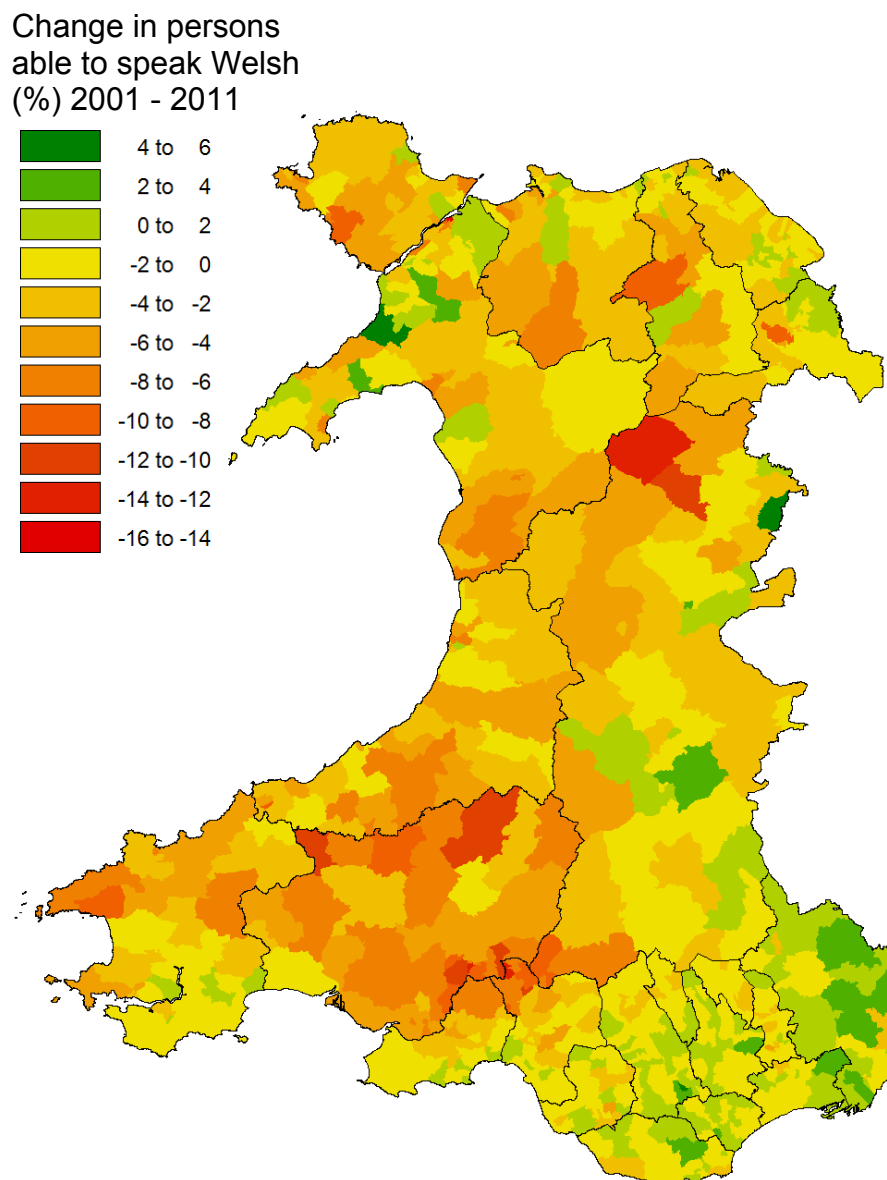 Change in persons
able to speak Welsh
(%) 2001 - 2011
4 to 6
2 to 4
0 to 2
-2 to 0
-4 to -2
-6 to -4
-8 to -6
-10 to -8
-12 to -10
-14 to -12
-16 to -14